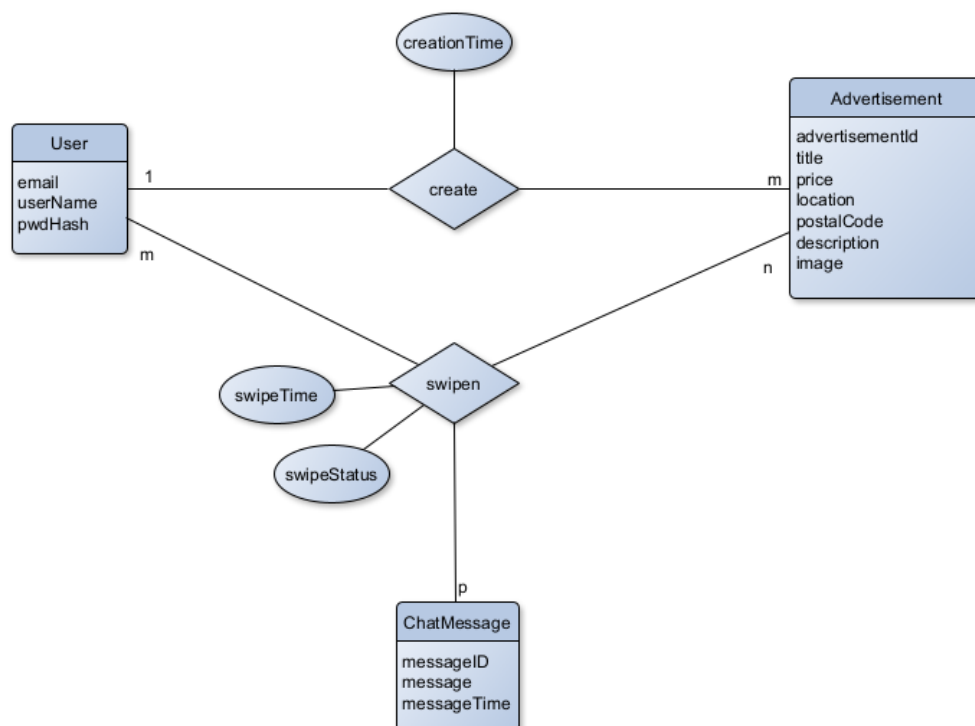 creationTime
Advertisement
advertisementId
title
price
location
postalCode
description
image
User
email
userName
pwdHash
1
create
m
m
n
swipen
swipeTime
swipeStatus
p
ChatMessage
messageID
message
messageTime